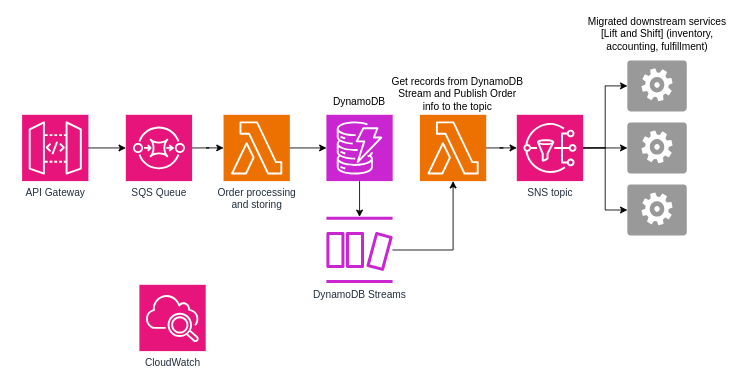 Migrated downstream services
[Lift and Shift] (inventory,
accounting, fulfillment)
Get records from DynamoDB
Stream and Publish Order
info to the topic
DynamoDB
API Gateway
SQS Queue
Order processing
and storing
SNS topic
DynamoDB Streams
CloudWatch